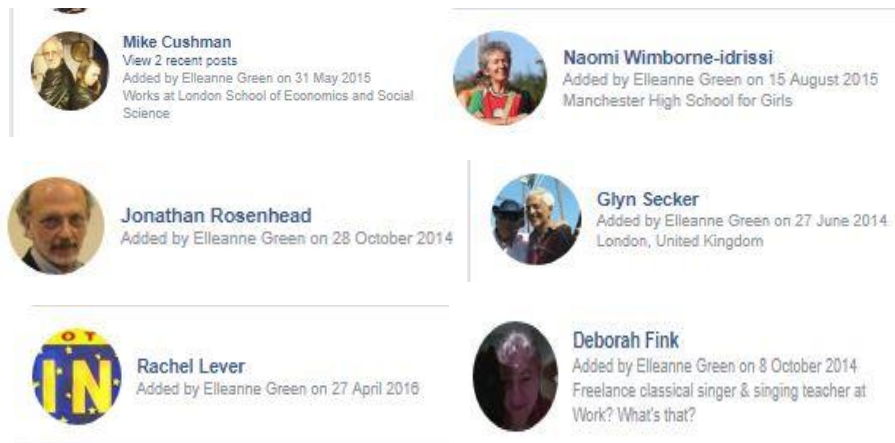 Mike Cushman
View 2 recent posts
Added by Elleanne Green on 31 May 2015
Works at London School of Economics and Social
Science
Naomi Wimborne-idrissi
Added by Elleanne Green on 15 August 2015
Manchester High School for Girls
Jonathan Rosenhead
Added by Elleanne Green on 28 October 2014
Glyn Secker
Added by Elleanne Green on 27 June 2014
London, United Kingdom
OT
IN
Rachel Lever
Added by Elleanne Green on 27 April 2016
Deborah Fink
Added by Elleanne Green on 8 October 2014
Freelance classical singer & singing teacher at
Work? What's that?